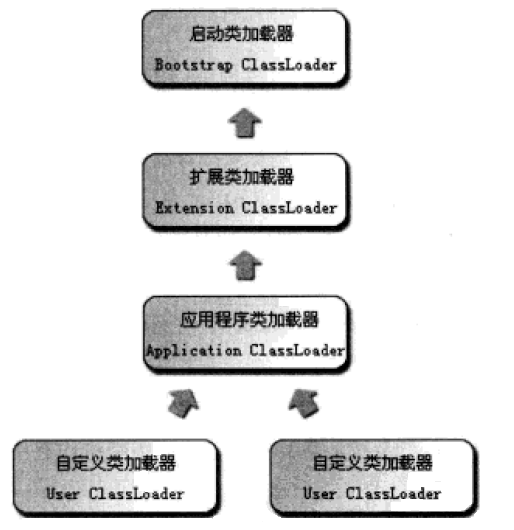 启动类加载器
Bootstrap ClassLoader
扩展类加载器
Extension ClassLoader
应用程序类加载器
Application ClassLoader
自定义类加载器
User ClassLoader
自定义类加载器
User ClassLoader